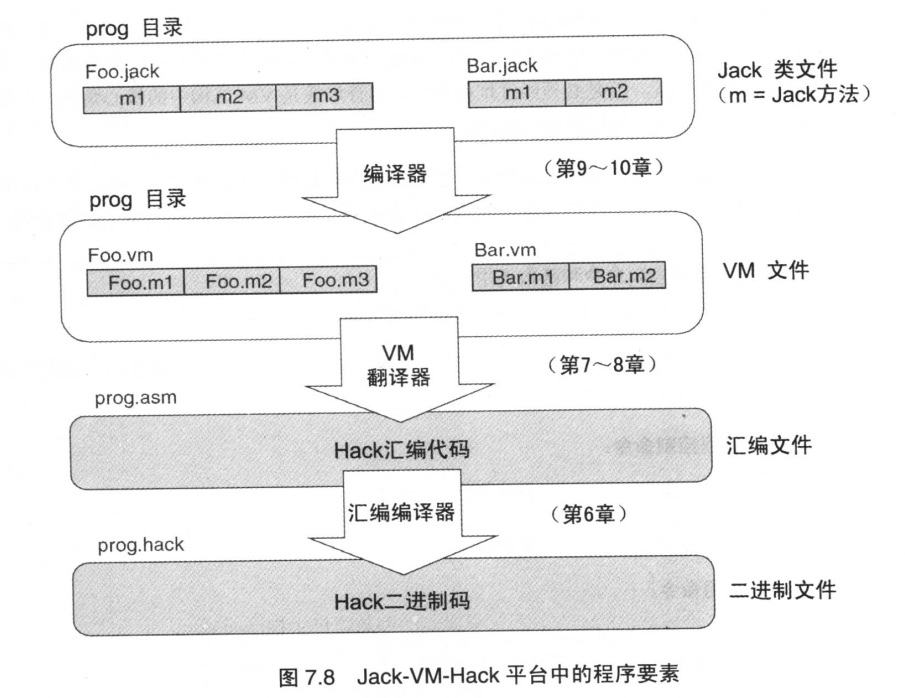 prog 目录
Foo.jack
m1 m2 m3
Bar.jack
m1 m2
Jack 类文件
（m = Jack方法）
编译器
（第9～10章）
prog 目录
Foo.vm
Foo.m1 Foo.m2 Foo.m3
Bar.vm
Bar.m1 Bar.m2
VM 文件
VM
翻译器
（第7～8章）
prog.asm
Hack汇编代码
汇编文件
汇编编译器
（第6章）
prog.hack
Hack二进制码
二进制文件
图 7.8 Jack-VM-Hack 平台中的程序要素